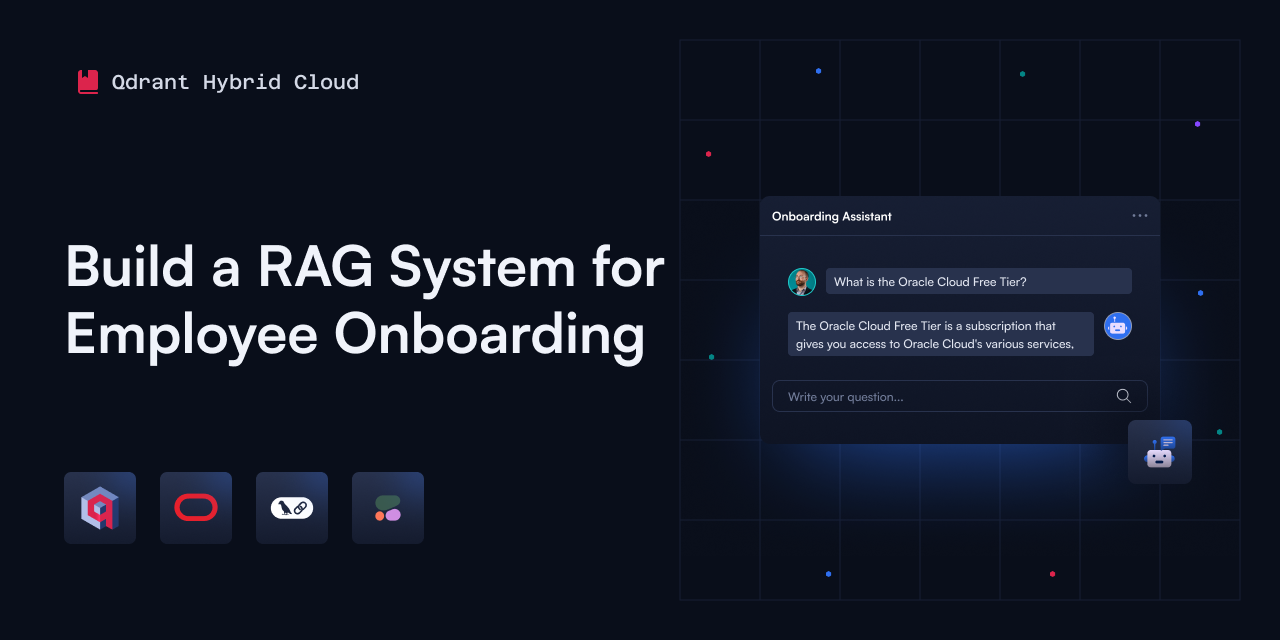 Qdrant Hybrid Cloud
Build a RAG System for
Employee Onboarding
Onboarding Assistant
What is the Oracle Cloud Free Tier?
The Oracle Cloud Free Tier is a subscription that
gives you access to Oracle Cloud's various services,
Write your question...